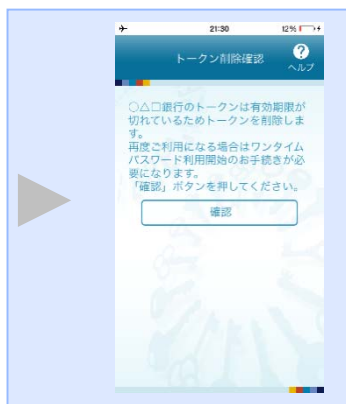 21:30
12%
トークン削除確認
?
ヘルプ
○△□銀行のトークンは有効期限が
切れているためトークンを削除しま
す。
再度ご利用になる場合はワンタイム
パスワード利用開始のお手続きが必
要になります。
「確認」ボタンを押してください。
確認